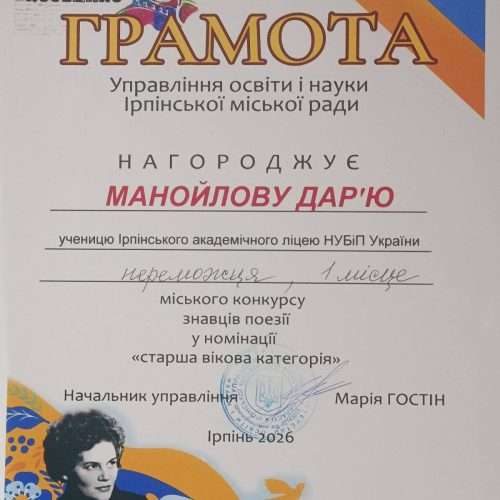 ГРАМОТА
Управління освіти і науки
Ірпінської міської ради
НАГОРОДЖУЄ
МАНОЙЛОВУ ДАР'Ю
ученицю Ірпінського академічного ліцею НУБіП України
переможця, 1 місце
міського конкурсу
знавців поезії
у номінації
«старша вікова категорія»
Начальник управління Марія ГОСТІН
Ірпінь 2026